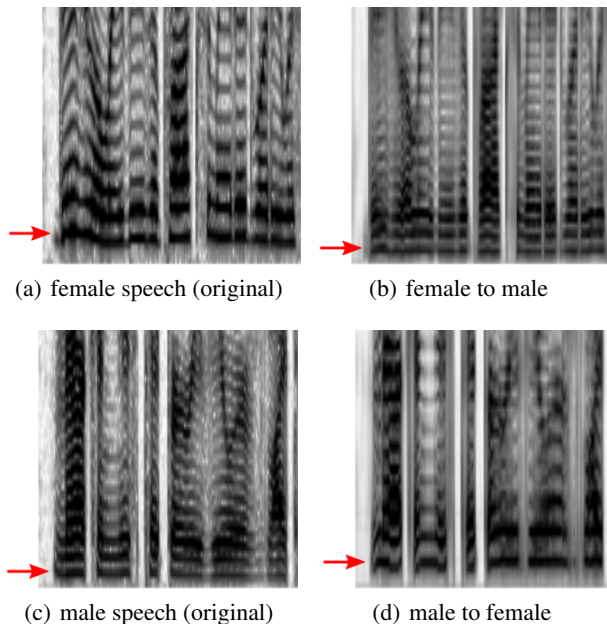 (a) female speech (original)
(b) female to male
(c) male speech (original)
(d) male to female